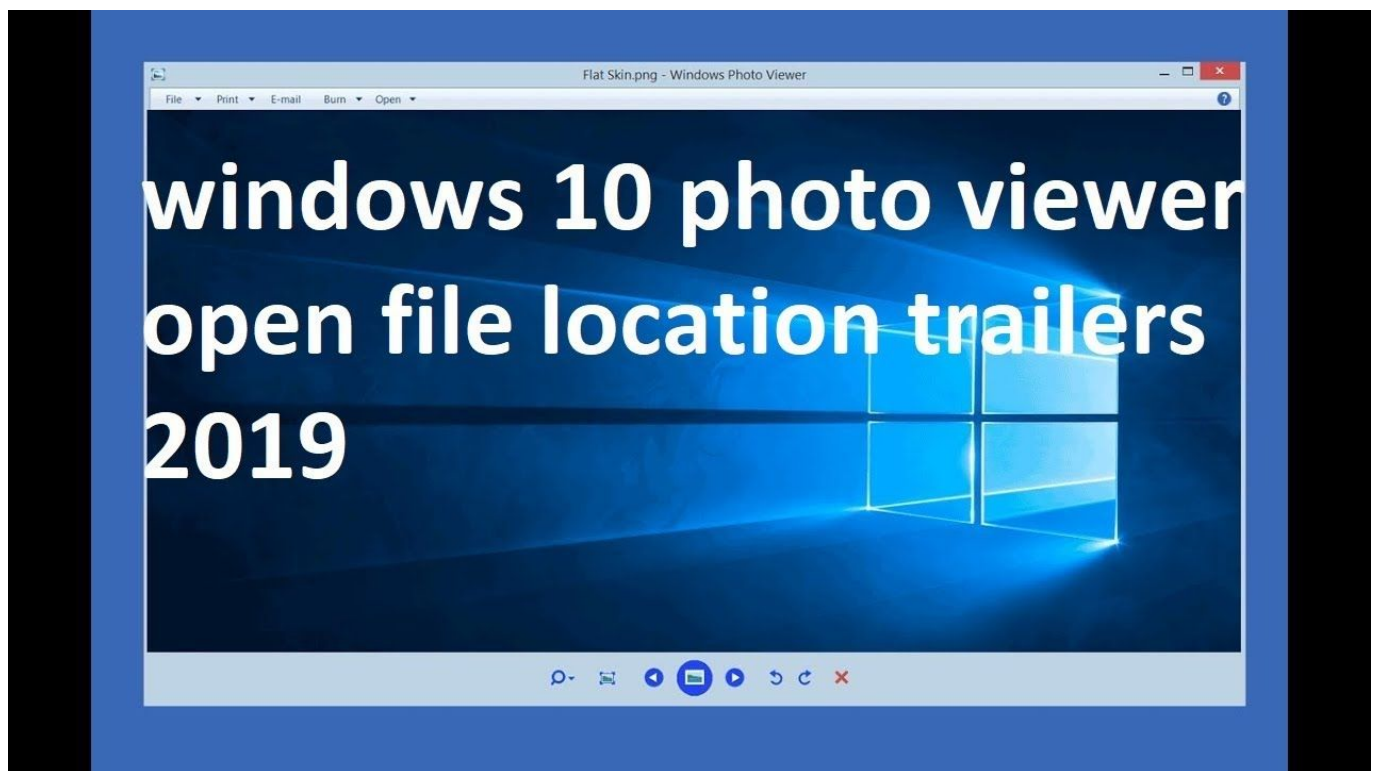 Flat Skin.png - Windows Photo Viewer
File Print E-mail Burn Open
windows 10 photo viewer
open file location trailers
2019